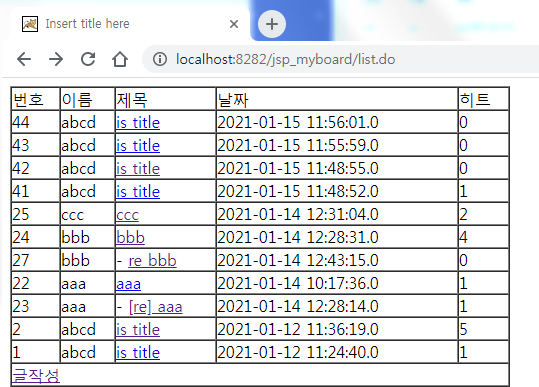 Insert title here
localhost:8282/jsp_myboard/list.do
번호 이름 제목 날짜 히트
44 abcd is title 2021-01-15 11:56:01.0 0
43 abcd is title 2021-01-15 11:55:59.0 0
42 abcd is title 2021-01-15 11:48:55.0 0
41 abcd is title 2021-01-15 11:48:52.0 1
25 ccc ccc 2021-01-14 12:31:04.0 2
24 bbb bbb 2021-01-14 12:28:31.0 4
27 bbb - re bbb 2021-01-14 12:43:15.0 0
22 aaa aaa 2021-01-14 10:17:36.0 1
23 aaa - [re] aaa 2021-01-14 12:28:14.0 1
2 abcd is title 2021-01-12 11:36:19.0 5
1 abcd is title 2021-01-12 11:24:40.0 1
글작성